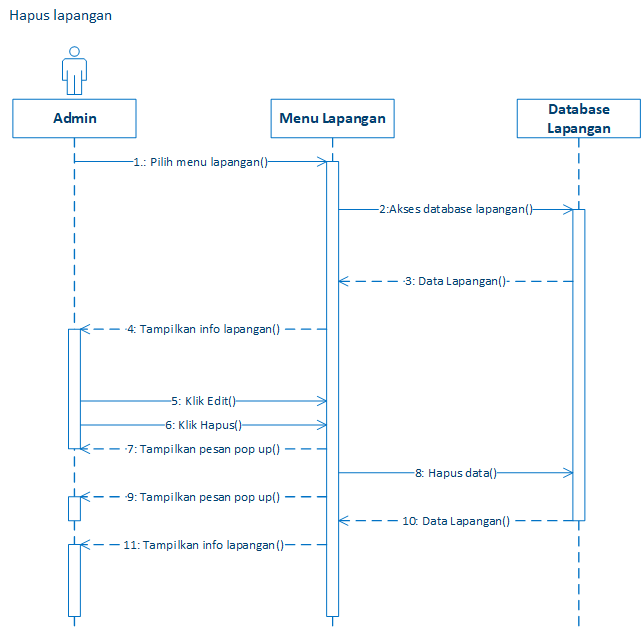 Hapus lapangan
Admin
Menu Lapangan
Database
Lapangan
1.: Pilih menu lapangan()
2:Akses database lapangan()
3: Data Lapangan()
4: Tampilkan info lapangan()
5: Klik Edit()
6: Klik Hapus()
7: Tampilkan pesan pop up()
8: Hapus data()
9: Tampilkan pesan pop up()
10: Data Lapangan()
11: Tampilkan info lapangan()